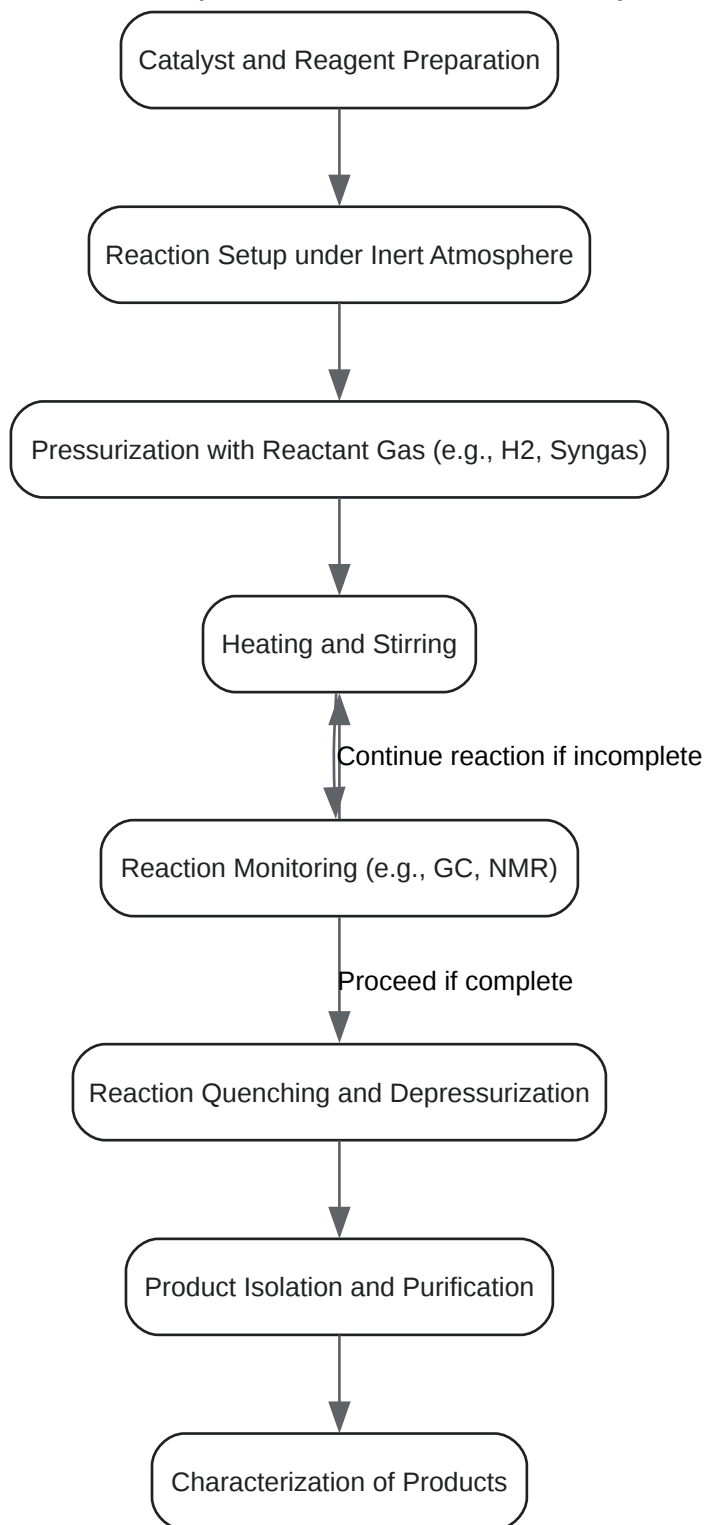 Catalyst and Reagent Preparation
Reaction Setup under Inert Atmosphere
Pressurization with Reactant Gas (e.g., H2, Syngas)
Heating and Stirring
Continue reaction if incomplete
Reaction Monitoring (e.g., GC, NMR)
Proceed if complete
Reaction Quenching and Depressurization
Product Isolation and Purification
Characterization of Products